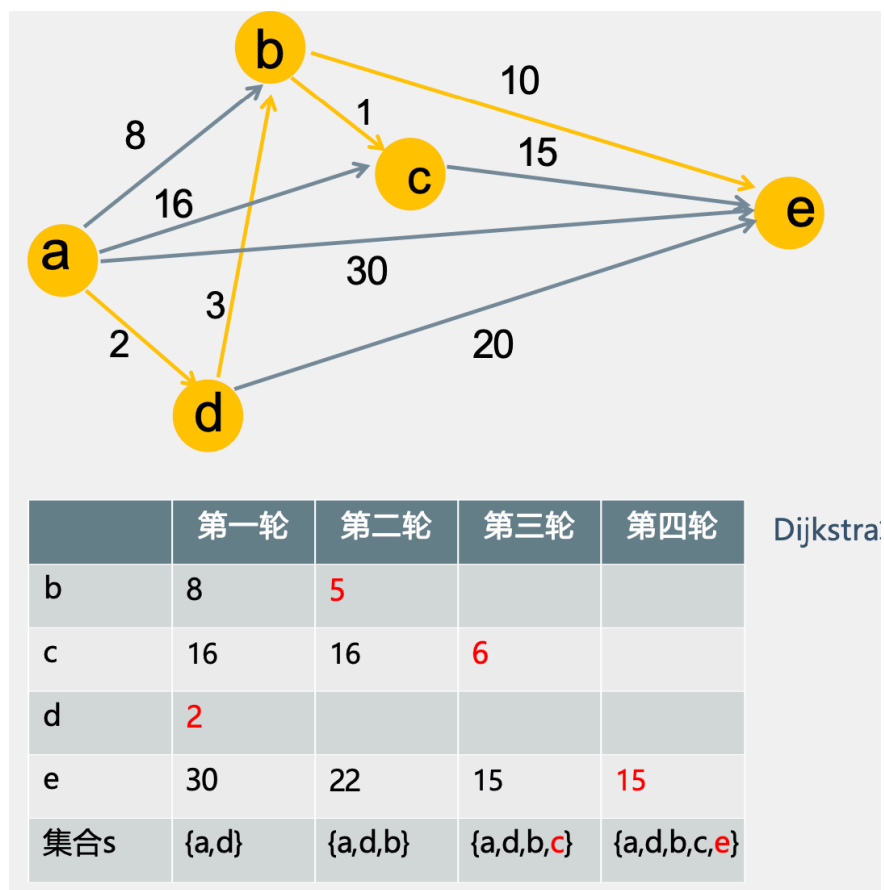 b
10
1
8
15
c
16
e
a
30
3
2
20
d
第一轮 第二轮 第三轮 第四轮
Dijkstra
b 8 5
c 16 16 6
d 2
e 30 22 15 15
集合s {a,d} {a,d,b} {a,d,b,c} {a,d,b,c,e}